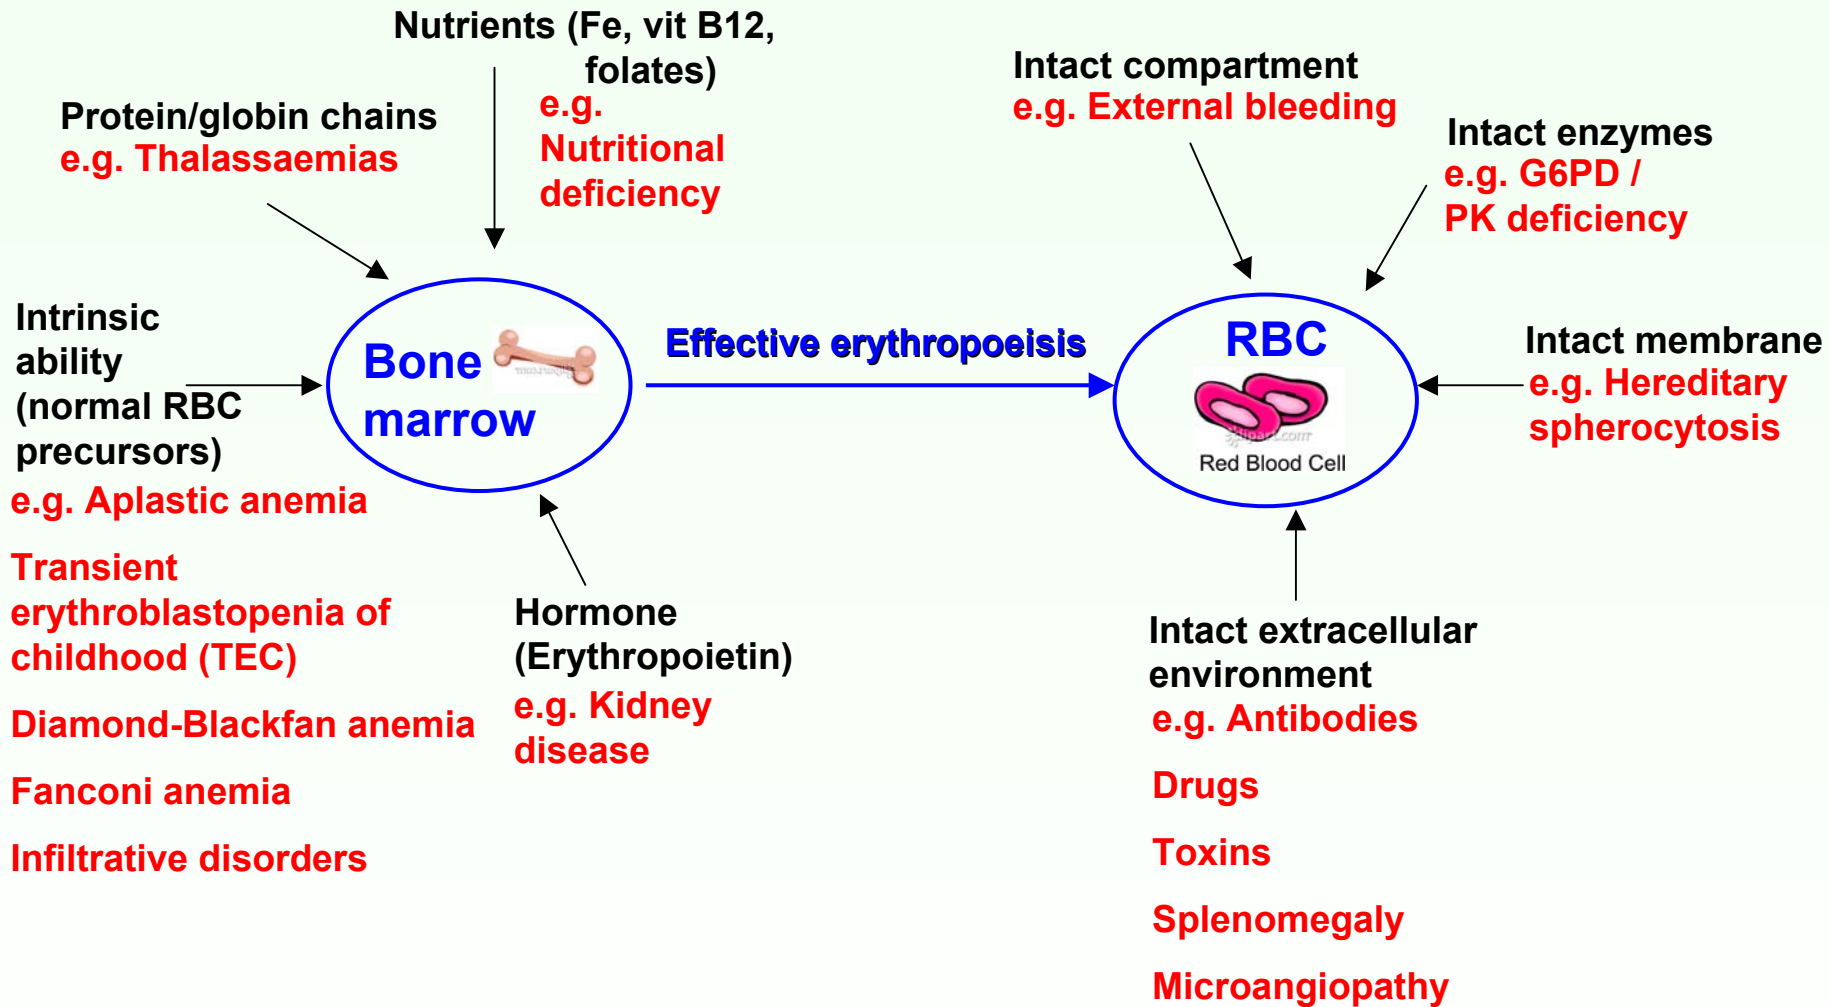 Nutrients (Fe, vit B12,
folates)
e.g.
Nutritional
deficiency
Protein/globin chains
e.g. Thalassaemias
Intrinsic
ability
(normal RBC
precursors)
e.g. Aplastic anemia
Transient
erythroblastopenia of
childhood (TEC)
Diamond-Blackfan anemia
Fanconi anemia
Infiltrative disorders
Bone
marrow
Hormone
(Erythropoietin)
e.g. Kidney
disease
Effective erythropoeisis
Intact compartment
e.g. External bleeding
Intact enzymes
e.g. G6PD /
PK deficiency
RBC
Red Blood Cell
Intact membrane
e.g. Hereditary
spherocytosis
Intact extracellular
environment
e.g. Antibodies
Drugs
Toxins
Splenomegaly
Microangiopathy